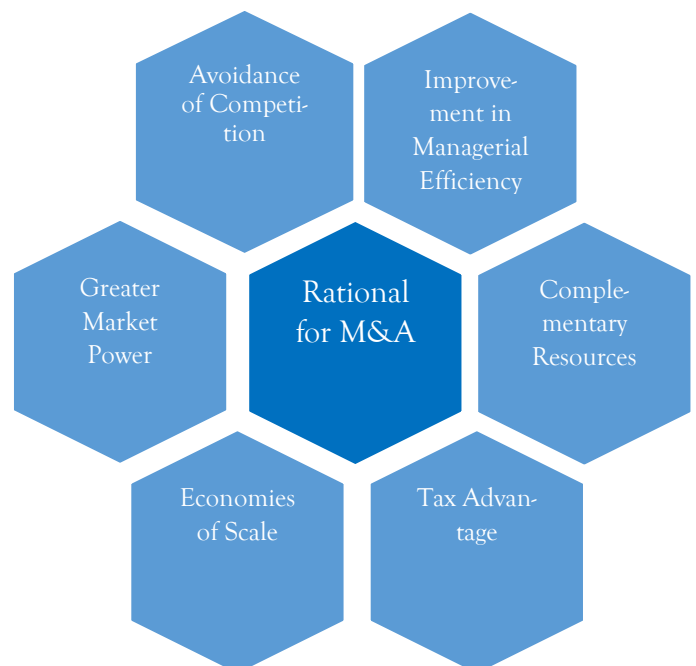 Avoidance
of Competi-
tion
Improve-
ment in
Managerial
Efficiency
Greater
Market
Power
Rational
for M&A
Comple-
mentary
Resources
Economies
of Scale
Tax Advan-
tage